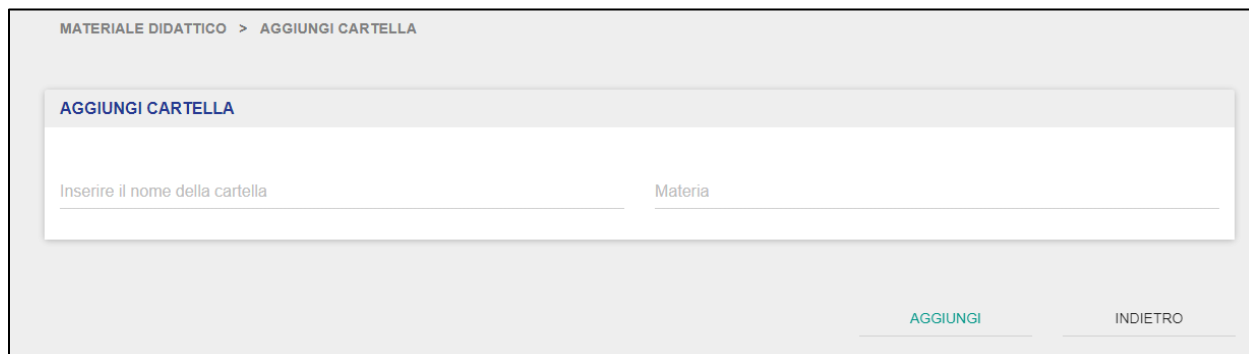 MATERIALE DIDATTICO > AGGIUNGI CARTELLA
AGGIUNGI CARTELLA
Inserire il nome della cartella Materia
AGGIUNGI INDIETRO